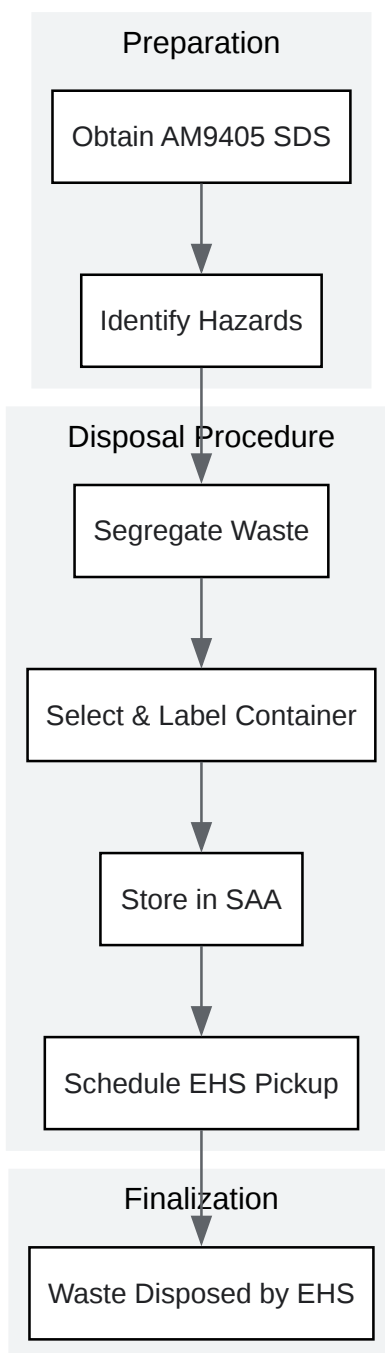 Preparation
Obtain AM9405 SDS
Identify Hazards
Disposal Procedure
Segregate Waste
Select & Label Container
Store in SAA
Schedule EHS Pickup
Finalization
Waste Disposed by EHS